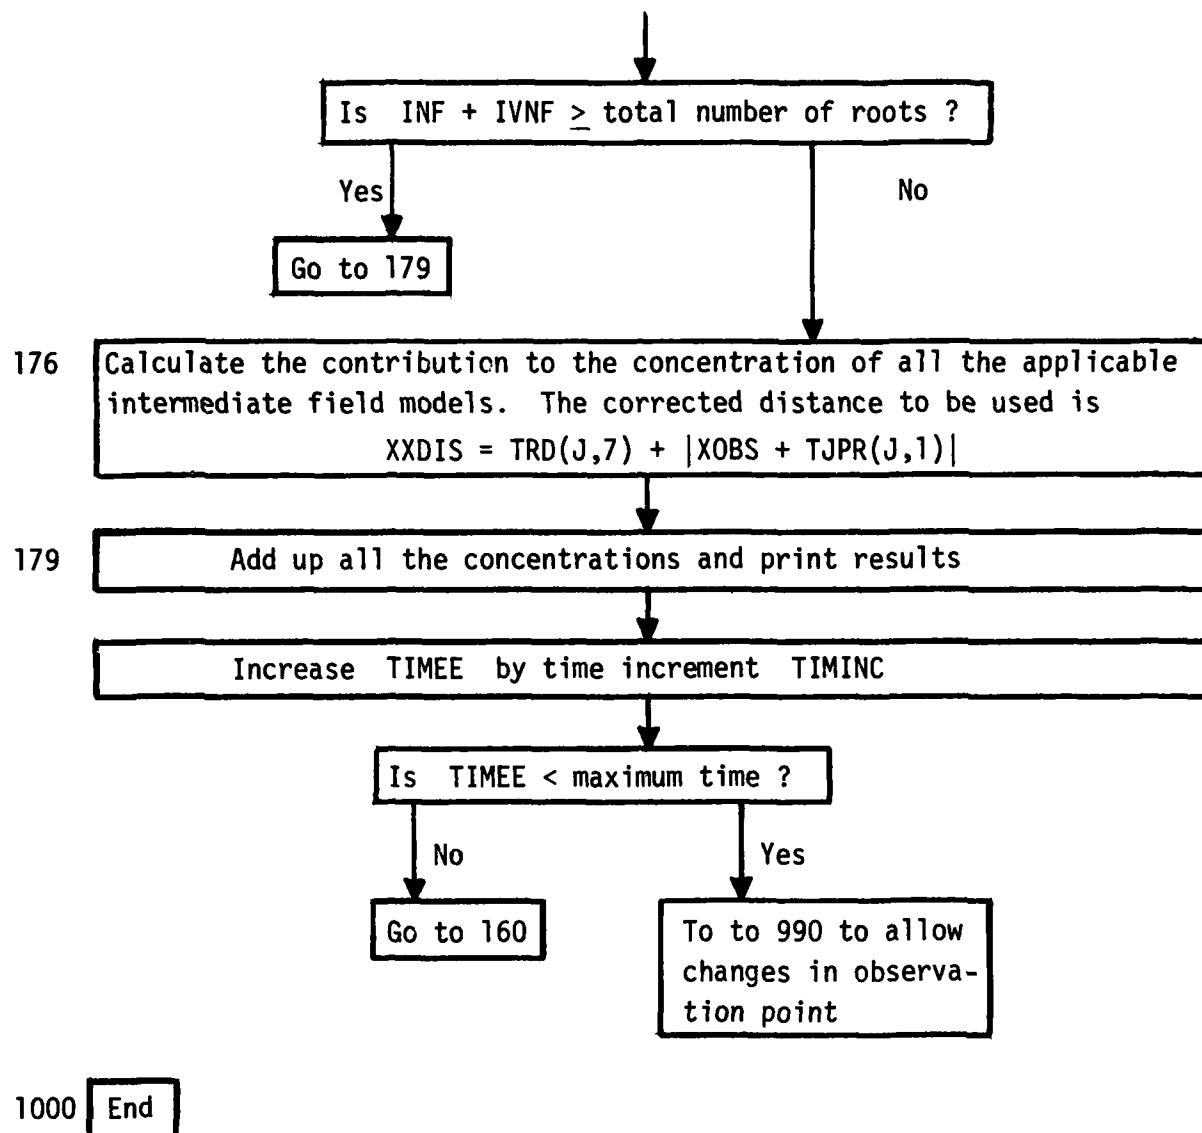 Is INF + IVNF ≥ total number of roots ?
Yes
No
Go to 179
176
Calculate the contribution to the concentration of all the applicable
intermediate field models. The corrected distance to be used is
XXDIS = TRD(J,7) + |XOBS + TJPR(J,1)|
179
Add up all the concentrations and print results
Increase TIMEE by time increment TIMINC
Is TIMEE < maximum time ?
No
Yes
Go to 160
To to 990 to allow
changes in observa-
tion point
1000
End